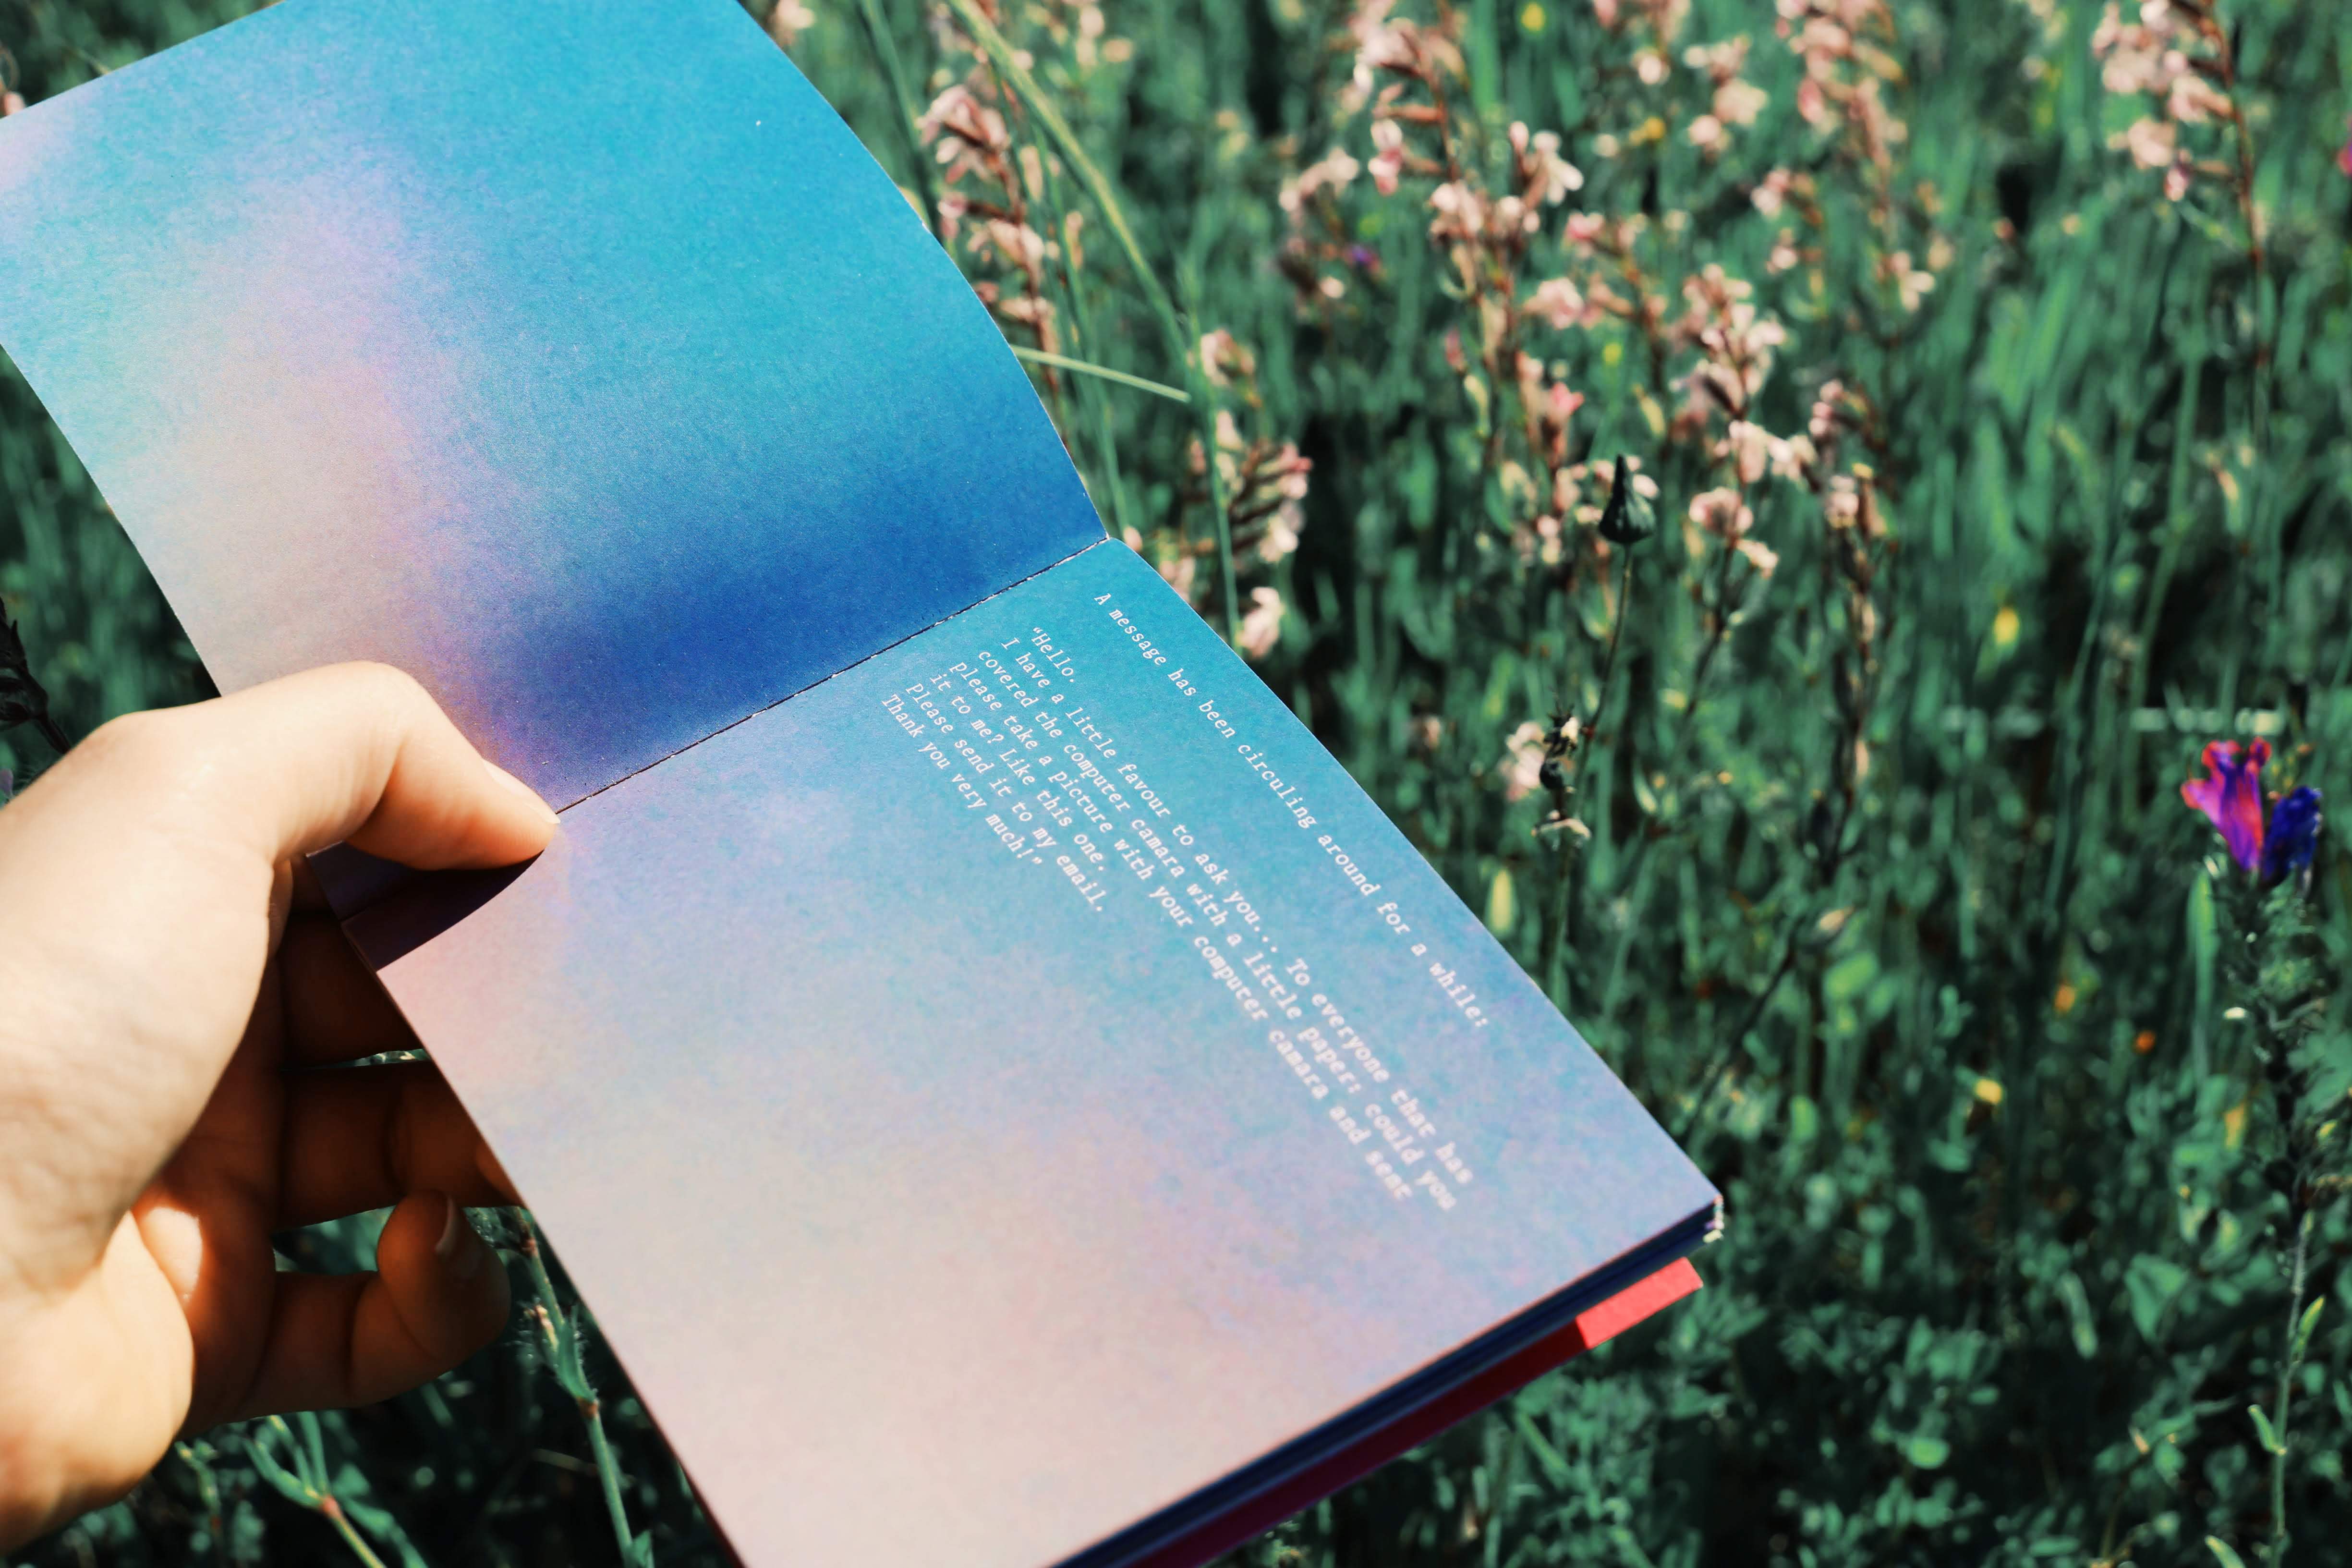 A message has been circuling around for a while:
“Hello.
I have a little favour to ask you... To everyone that has
covered the computer camara with a little paper: could you
please take a picture with your computer camara and sent
it to me? Like this one.
Please send it to my email.
Thank you very much!”